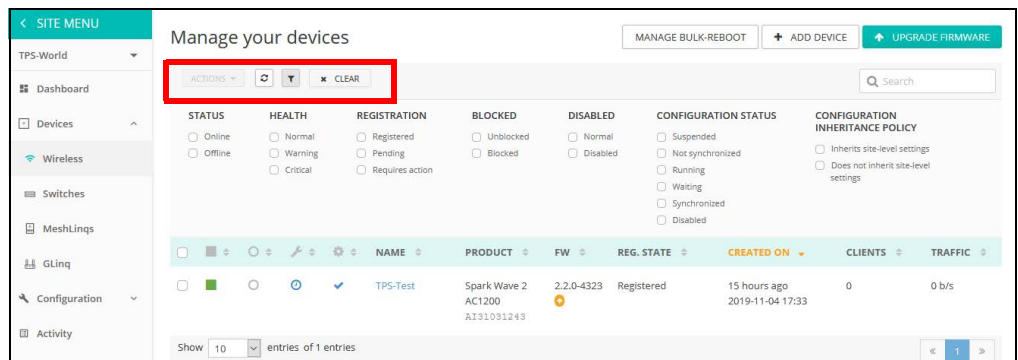 SITE MENU
TPS-World
Dashboard
Devices
Wireless
Switches
MeshLinqs
GLinq
Configuration
Activity
Manage your devices
MANAGE BULK-REBOOT
ADD DEVICE
UPGRADE FIRMWARE
ACTIONS
CLEAR
Search
STATUS
Online
Offline
HEALTH
Normal
Warning
Critical
REGISTRATION
Registered
Pending
Requires action
BLOCKED
Unblocked
Blocked
DISABLED
Normal
Disabled
CONFIGURATION STATUS
Suspended
Not synchronized
Running
Waiting
Synchronized
Disabled
CONFIGURATION
INHERITANCE POLICY
Inherits site-level settings
Does not inherit site-level
settings
NAME PRODUCT FW REG. STATE CREATED ON CLIENTS TRAFFIC
TPS-Test Spark Wave 2 2.2.0-4323 Registered 15 hours ago 0 0 b/s
AC1200 2019-11-04 17:33
AI31031243
Show 10 entries of 1 entries
« 1 »